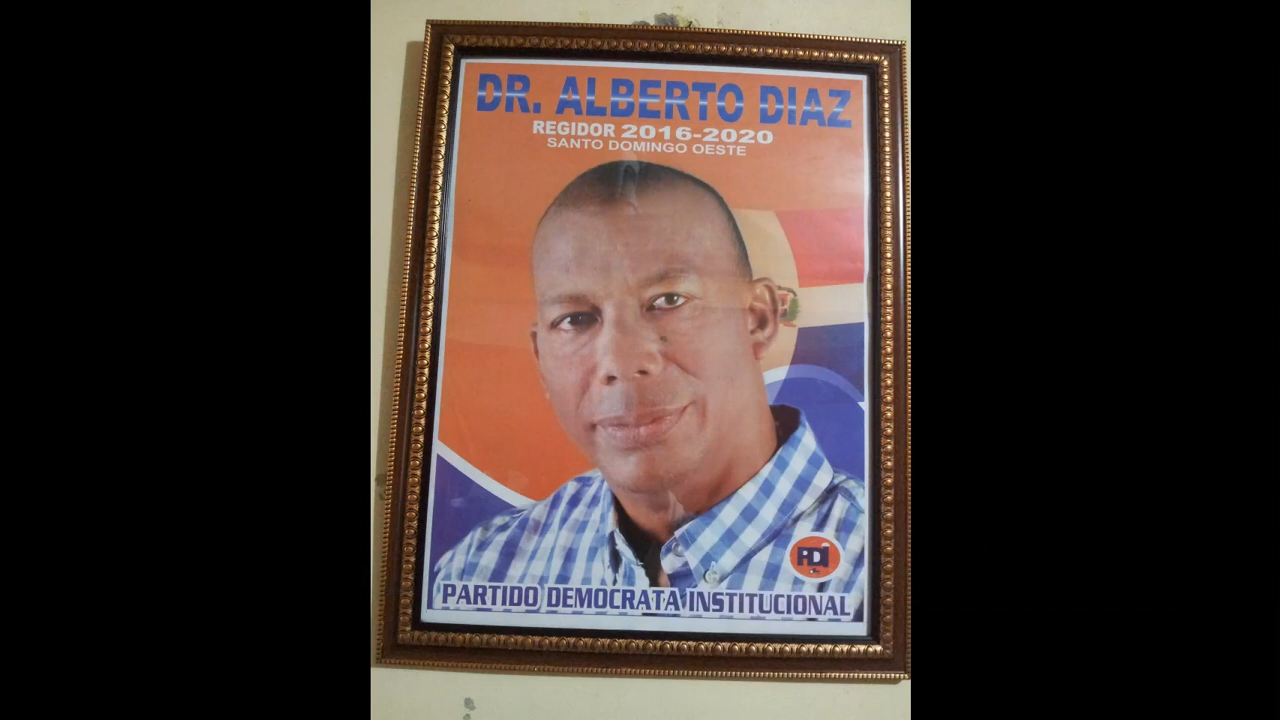 DR. ALBERTO DIAZ
REGIDOR 2016-2020
SANTO DOMINGO OESTE
PDI
PARTIDO DEMOCRATA INSTITUCIONAL